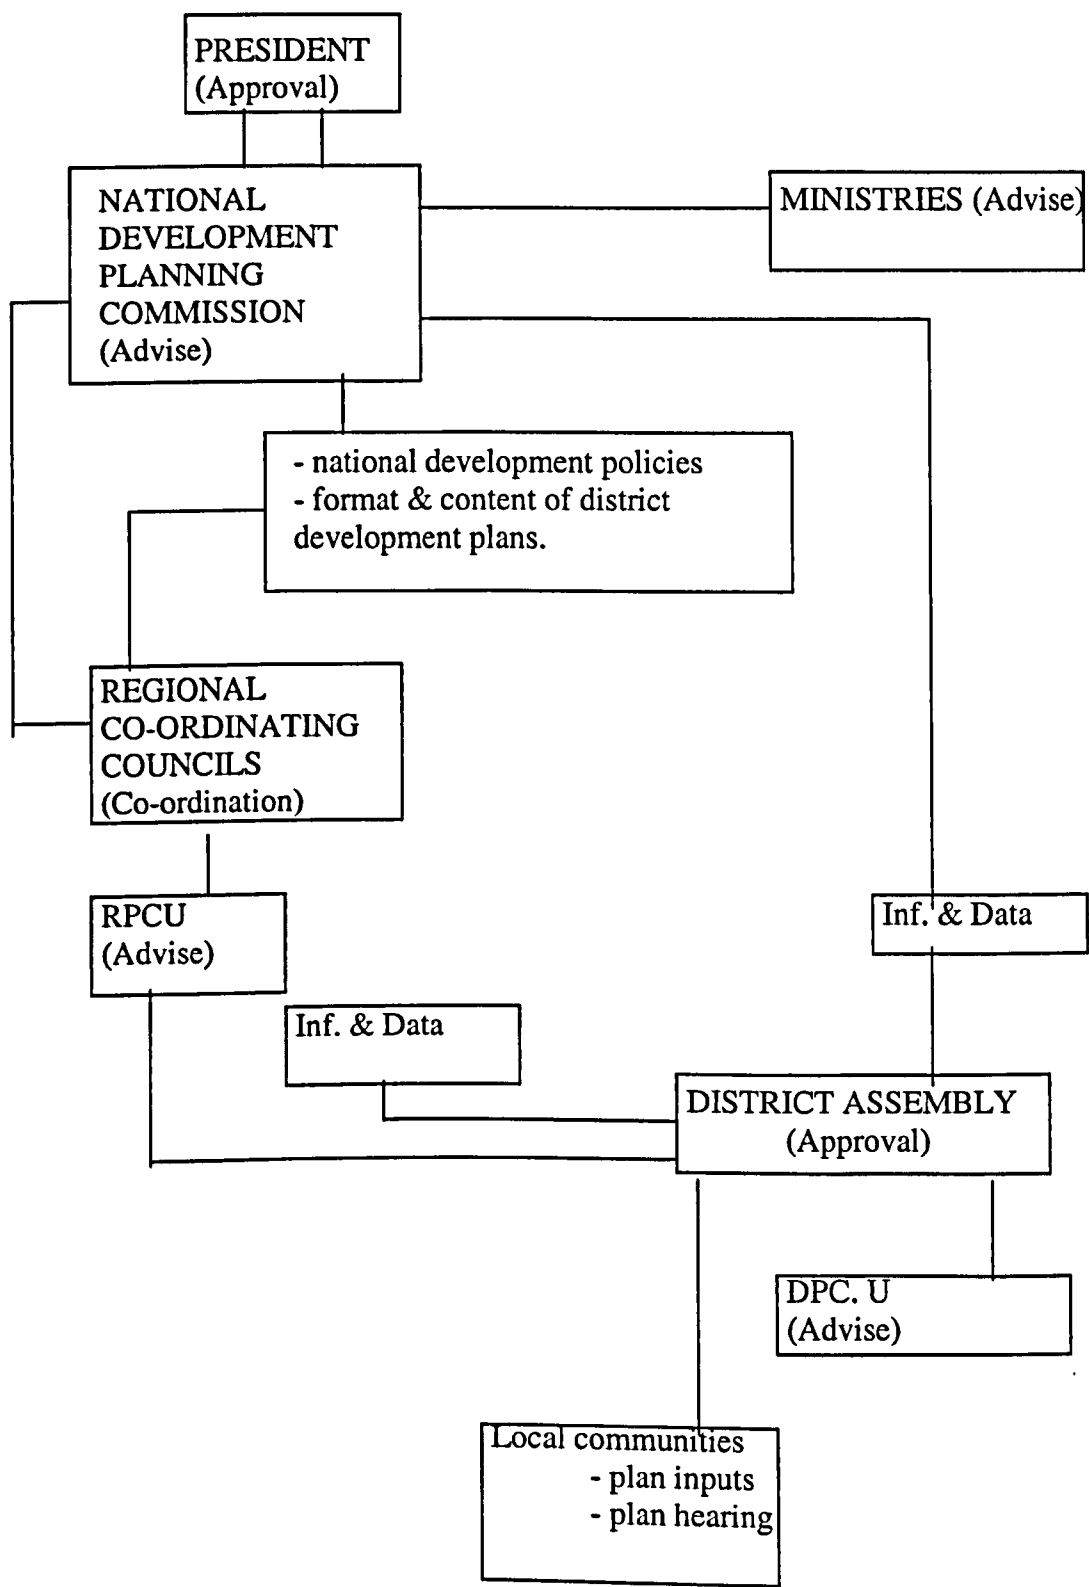 PRESIDENT
(Approval)
NATIONAL
DEVELOPMENT
PLANNING
COMMISSION
(Advise)
MINISTRIES (Advise)
- national development policies
- format & content of district
development plans.
REGIONAL
CO-ORDINATING
COUNCILS
(Co-ordination)
RPCU
(Advise)
Inf. & Data
Inf. & Data
DISTRICT ASSEMBLY
(Approval)
DPC. U
(Advise)
Local communities
- plan inputs
- plan hearing